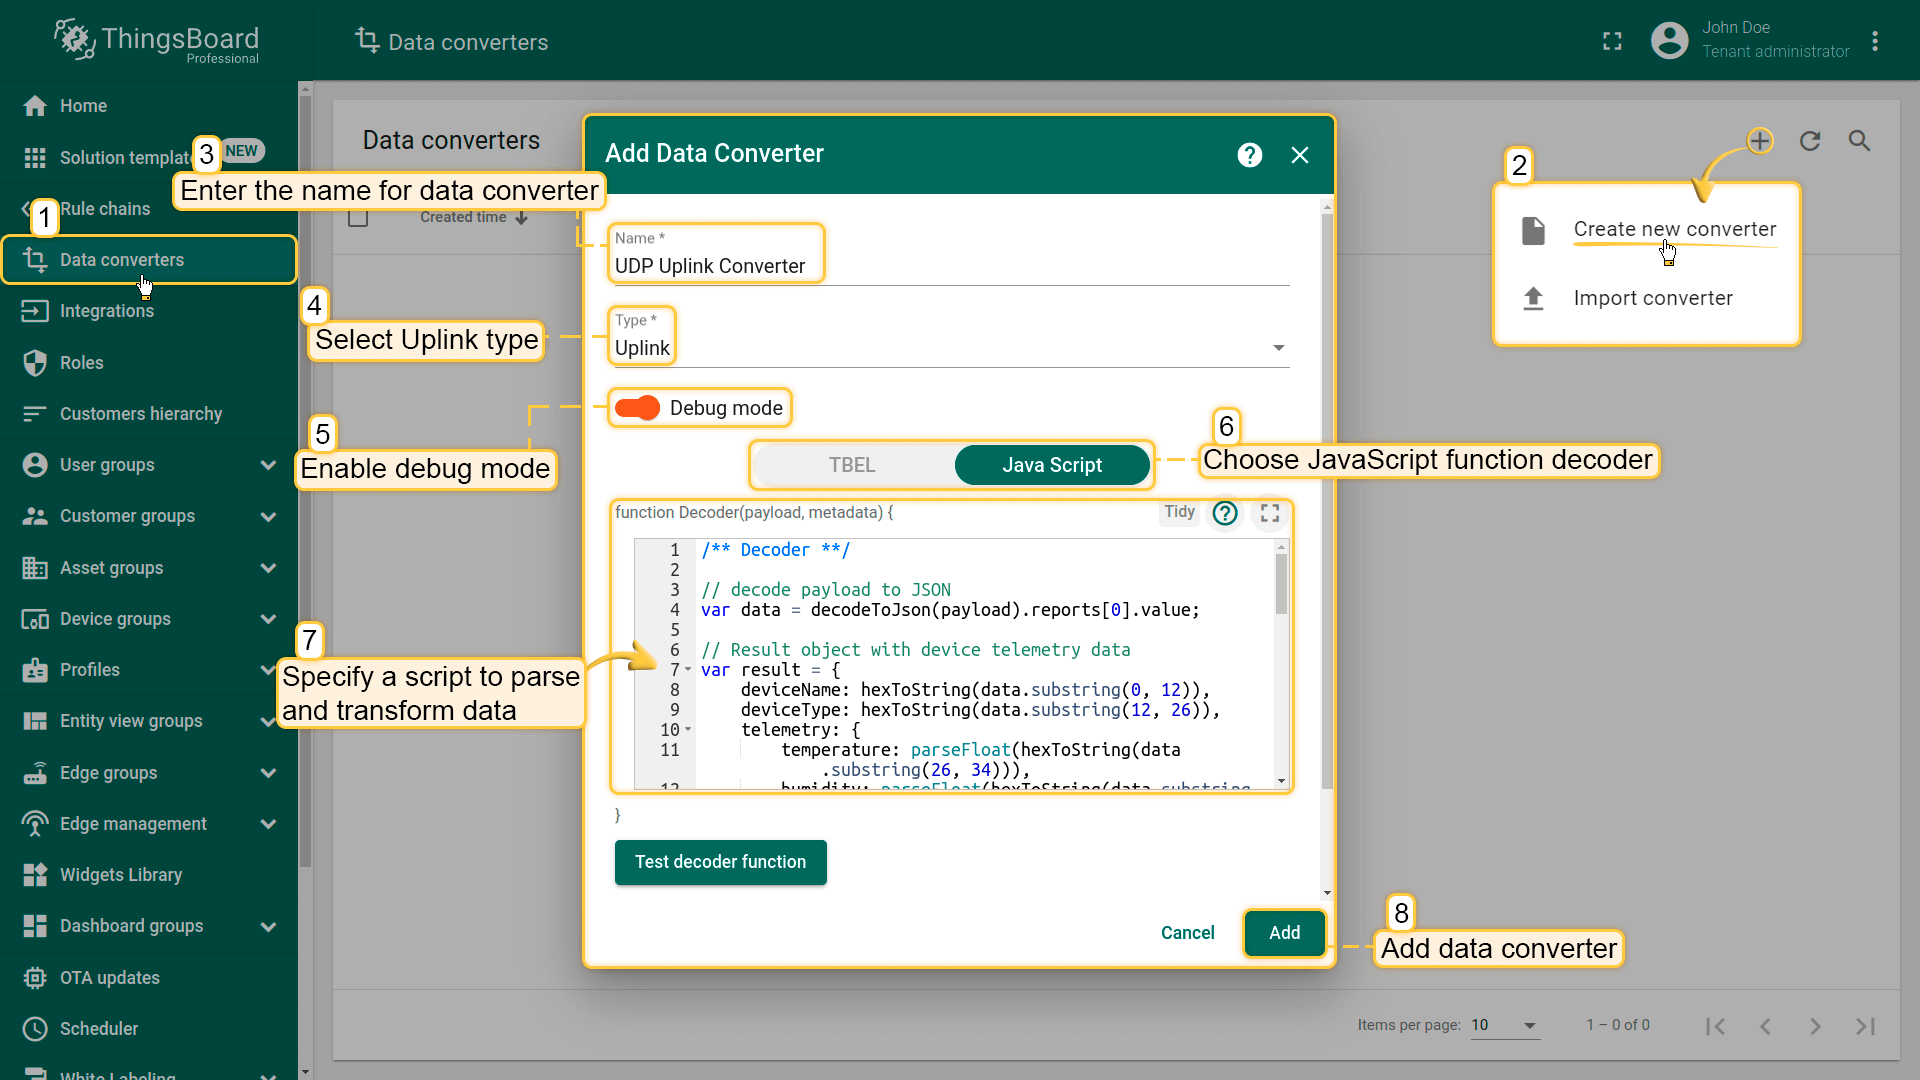 ThingsBoard
Professional
Data converters
John Doe
Tenant administrator
Home
Solution templat
NEW
Rule chains
Data converters
Integrations
Roles
Customers hierarchy
User groups
Customer groups
Asset groups
Device groups
Profiles
Entity view groups
Edge groups
Edge management
Widgets Library
Dashboard groups
OTA updates
Scheduler
White Labeling
1
Data converters
Created time
2
Create new converter
Import converter
3
Enter the name for data converter
Add Data Converter
Name *
UDP Uplink Converter
4
Select Uplink type
Type *
Uplink
5
Enable debug mode
Debug mode
6
Choose JavaScript function decoder
TBEL
Java Script
function Decoder(payload, metadata) {
Tidy
7
Specify a script to parse
and transform data
1 /** Decoder **/
2
3 // decode payload to JSON
4 var data = decodeToJson(payload).reports[0].value;
5
6 // Result object with device telemetry data
7 var result = {
8 deviceName: hexToString(data.substring(0, 12)),
9 deviceType: hexToString(data.substring(12, 26)),
10 telemetry: {
11 temperature: parseFloat(hexToString(data
.substring(26, 34))),
12 humidity: parseFloat(hexToString(data.substring
}
Test decoder function
Cancel
Add
8
Add data converter
Items per page: 10
1 – 0 of 0